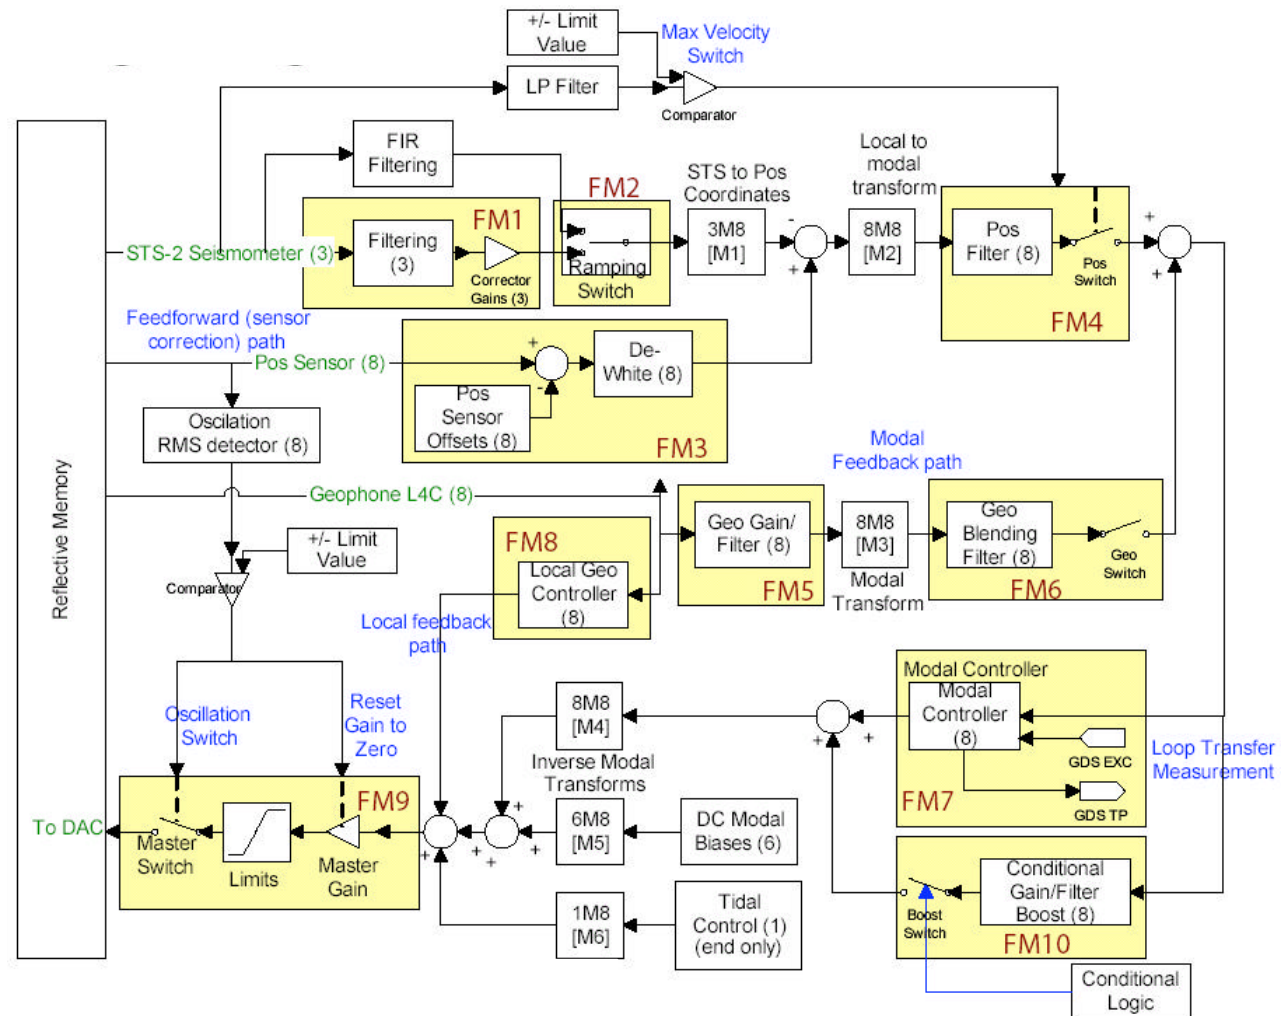 +/- Limit
Value
Max Velocity
Switch
LP Filter
Comparator
FIR
Filtering
Local to
modal
transform
STS to Pos
Coordinates
FM2
FM1
STS-2 Seismometer (3)
Filtering
(3)
Corrector
Gains (3)
Ramping
Switch
3M8
[M1]
-
+
8M8
[M2]
Pos
Filter (8)
Pos
Switch
FM4
+
+
Feedforward (sensor
correction) path
Pos Sensor (8)
+
-
De-
White (8)
Pos
Sensor
Offsets (8)
FM3
Oscilation
RMS detector (8)
Reflective Memory
Geophone L4C (8)
Modal
Feedback path
+/- Limit
Value
Comparator
FM8
Local Geo
Controller
(8)
Geo Gain/
Filter (8)
FM5
8M8
[M3]
Modal
Transform
Geo
Blending
Filter (8)
Geo
Switch
FM6
Local feedback
path
Oscillation
Switch
Reset
Gain to
Zero
8M8
[M4]
Inverse Modal
Transforms
+
+
Modal Controller
Modal
Controller
(8)
GDS EXC
GDS TP
FM7
Loop Transfer
Measurement
To DAC
Master
Switch
Limits
Master
Gain
FM9
+
+
+
+
+
6M8
[M5]
DC Modal
Biases (6)
1M8
[M6]
Tidal
Control (1)
(end only)
Boost
Switch
Conditional
Gain/Filter
Boost (8)
FM10
Conditional
Logic